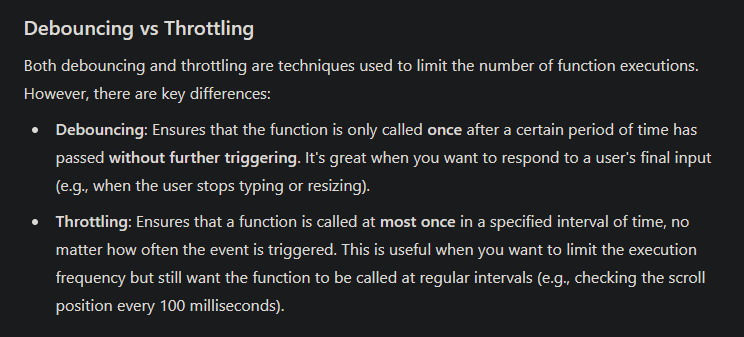 Debouncing vs Throttling
Both debouncing and throttling are techniques used to limit the number of function executions.
However, there are key differences:
• Debouncing: Ensures that the function is only called once after a certain period of time has
passed without further triggering. It's great when you want to respond to a user's final input
(e.g., when the user stops typing or resizing).
• Throttling: Ensures that a function is called at most once in a specified interval of time, no
matter how often the event is triggered. This is useful when you want to limit the execution
frequency but still want the function to be called at regular intervals (e.g., checking the scroll
position every 100 milliseconds).